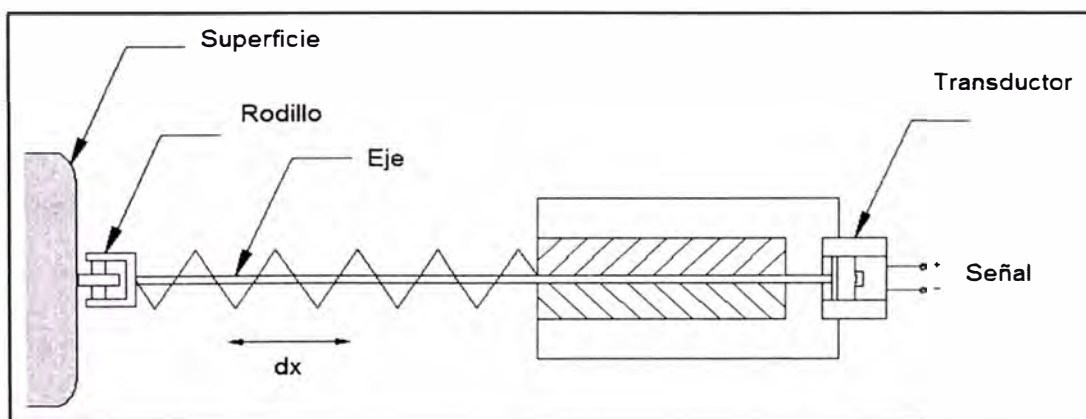 Superficie
Transductor
Rodillo
Eje
+
Señal
-
dx